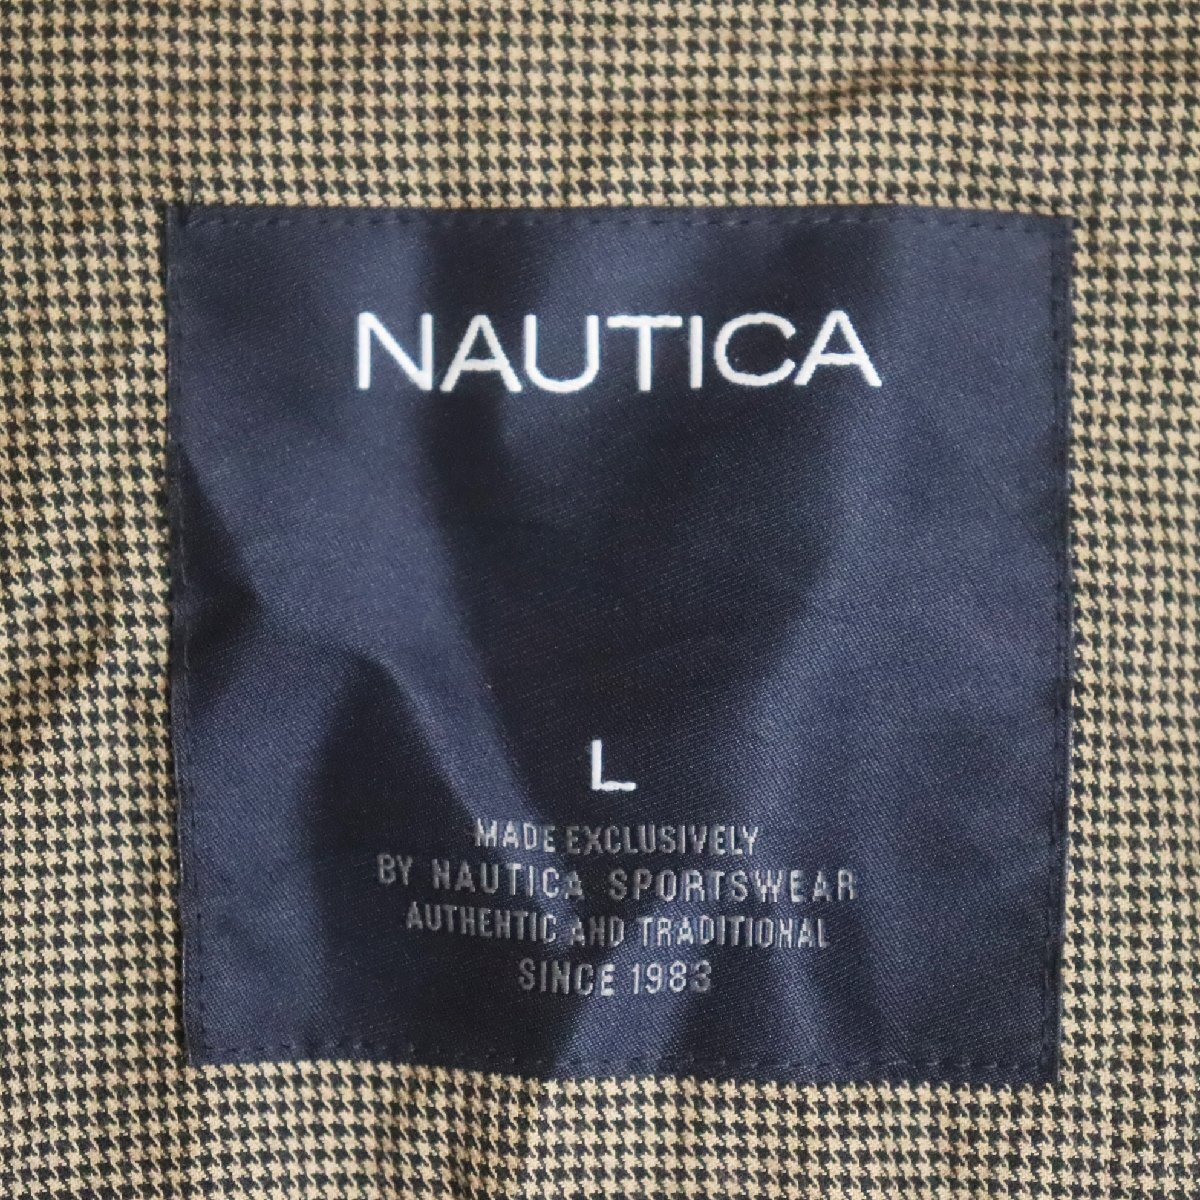 NAUTICA
L
MADE EXCLUSIVELY
BY NAUTICA SPORTSWEAR
AUTHENTIC AND TRADITIONAL
SINCE 1983